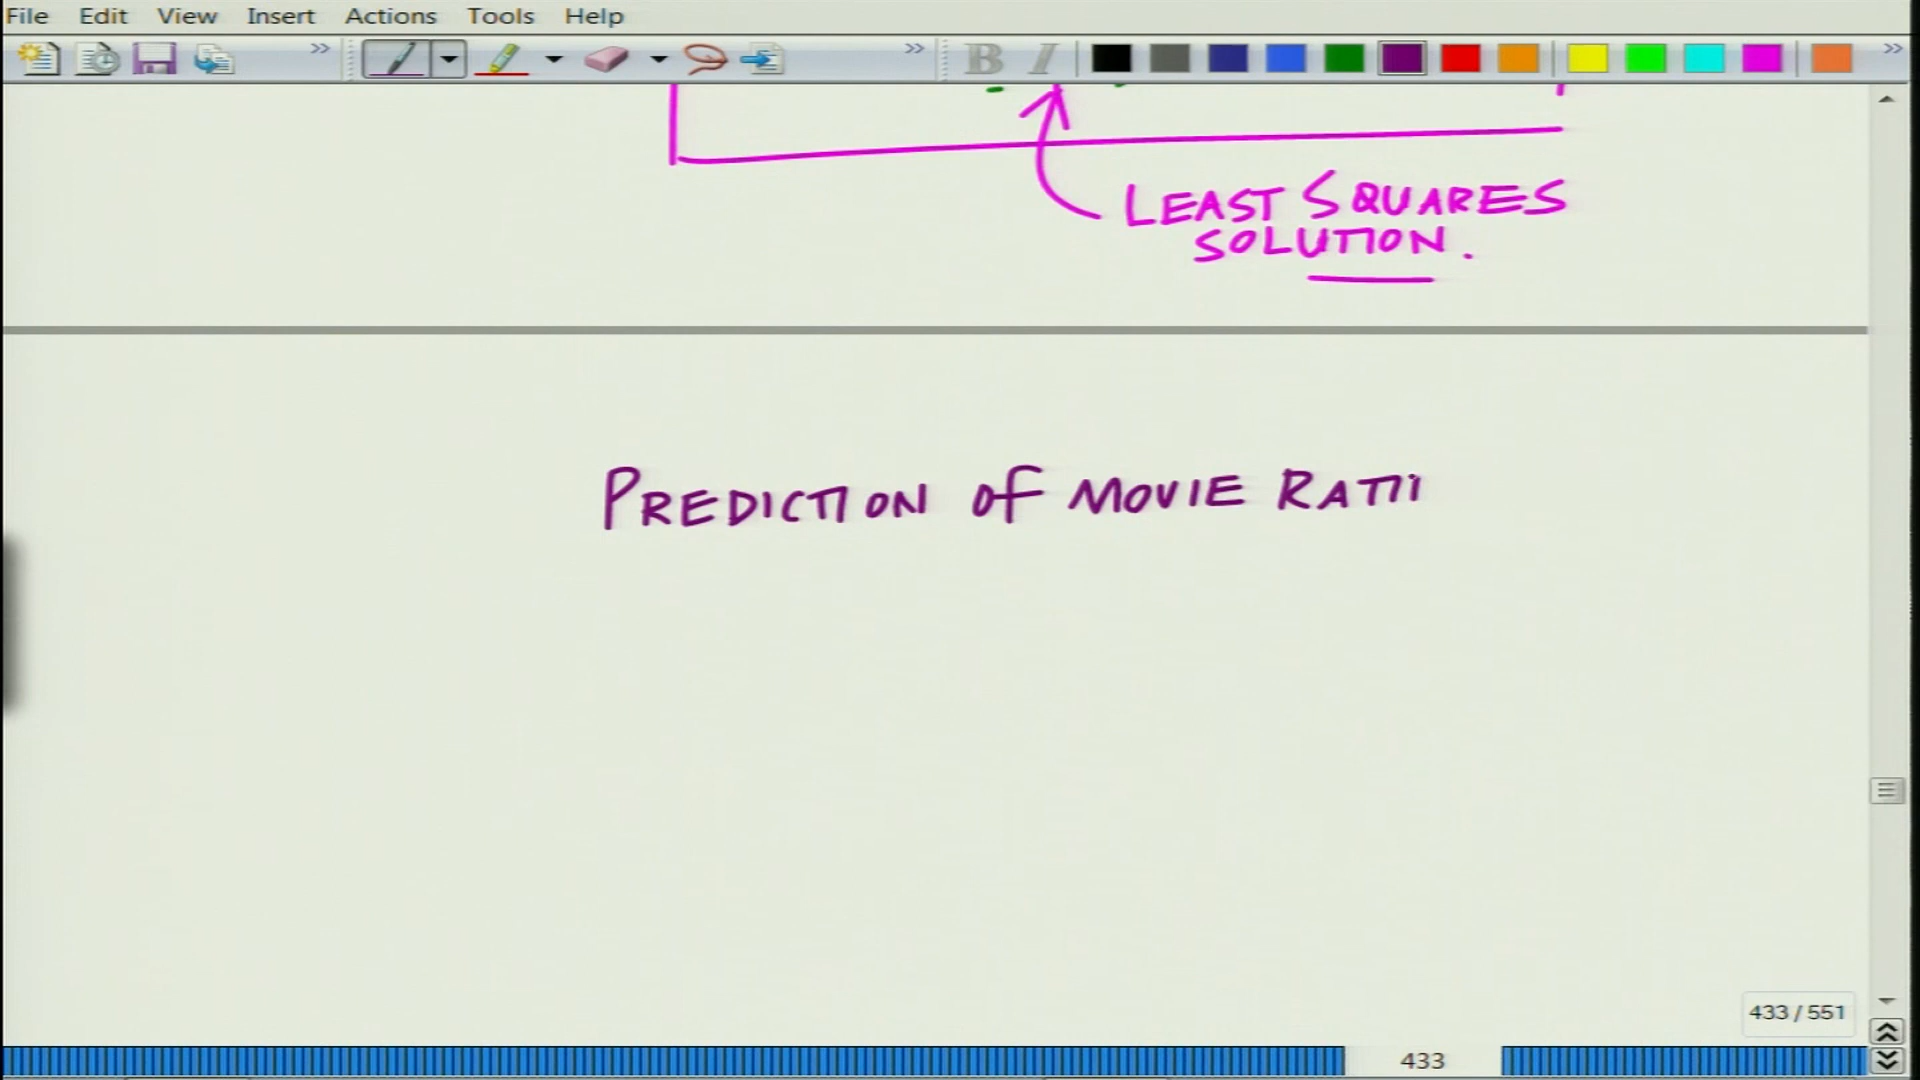 File Edit View Insert Actions Tools Help
B I
LEAST SQUARES
SOLUTION.
PREDICTION Of MOVIE RATI
433 / 551
433